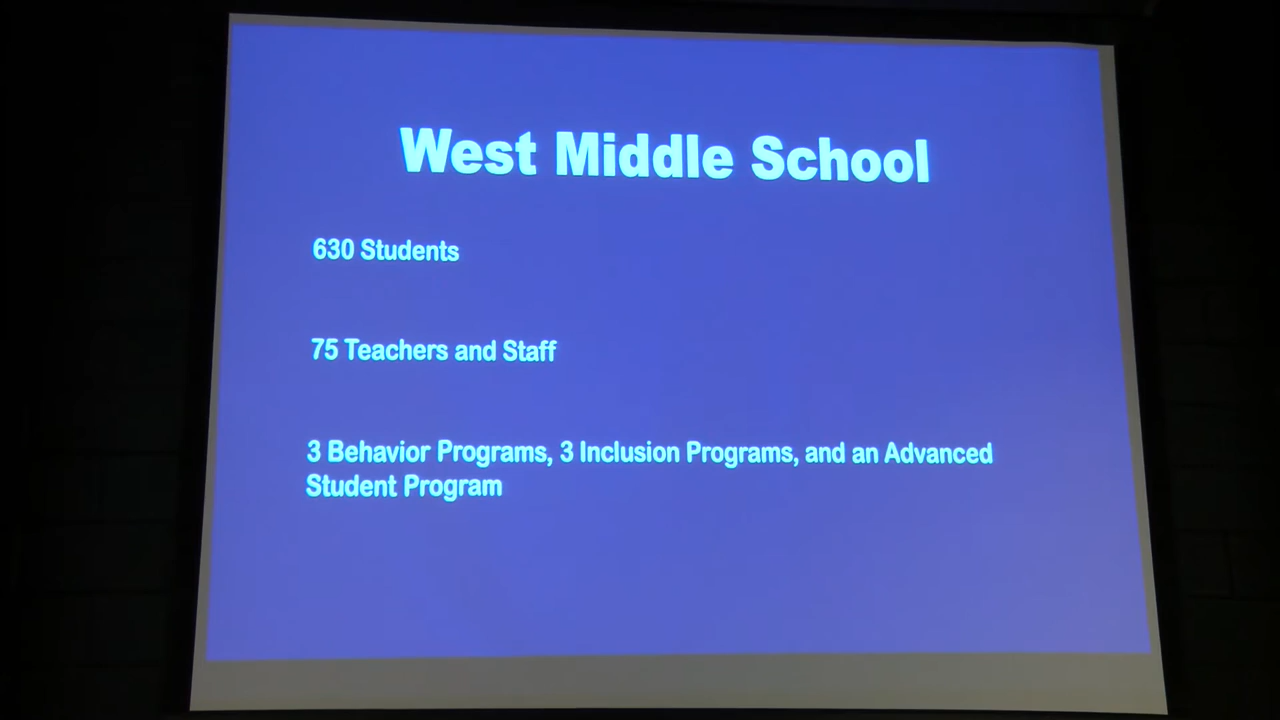 West Middle School
630 Students
75 Teachers and Staff
3 Behavior Programs, 3 Inclusion Programs, and an Advanced
Student Program